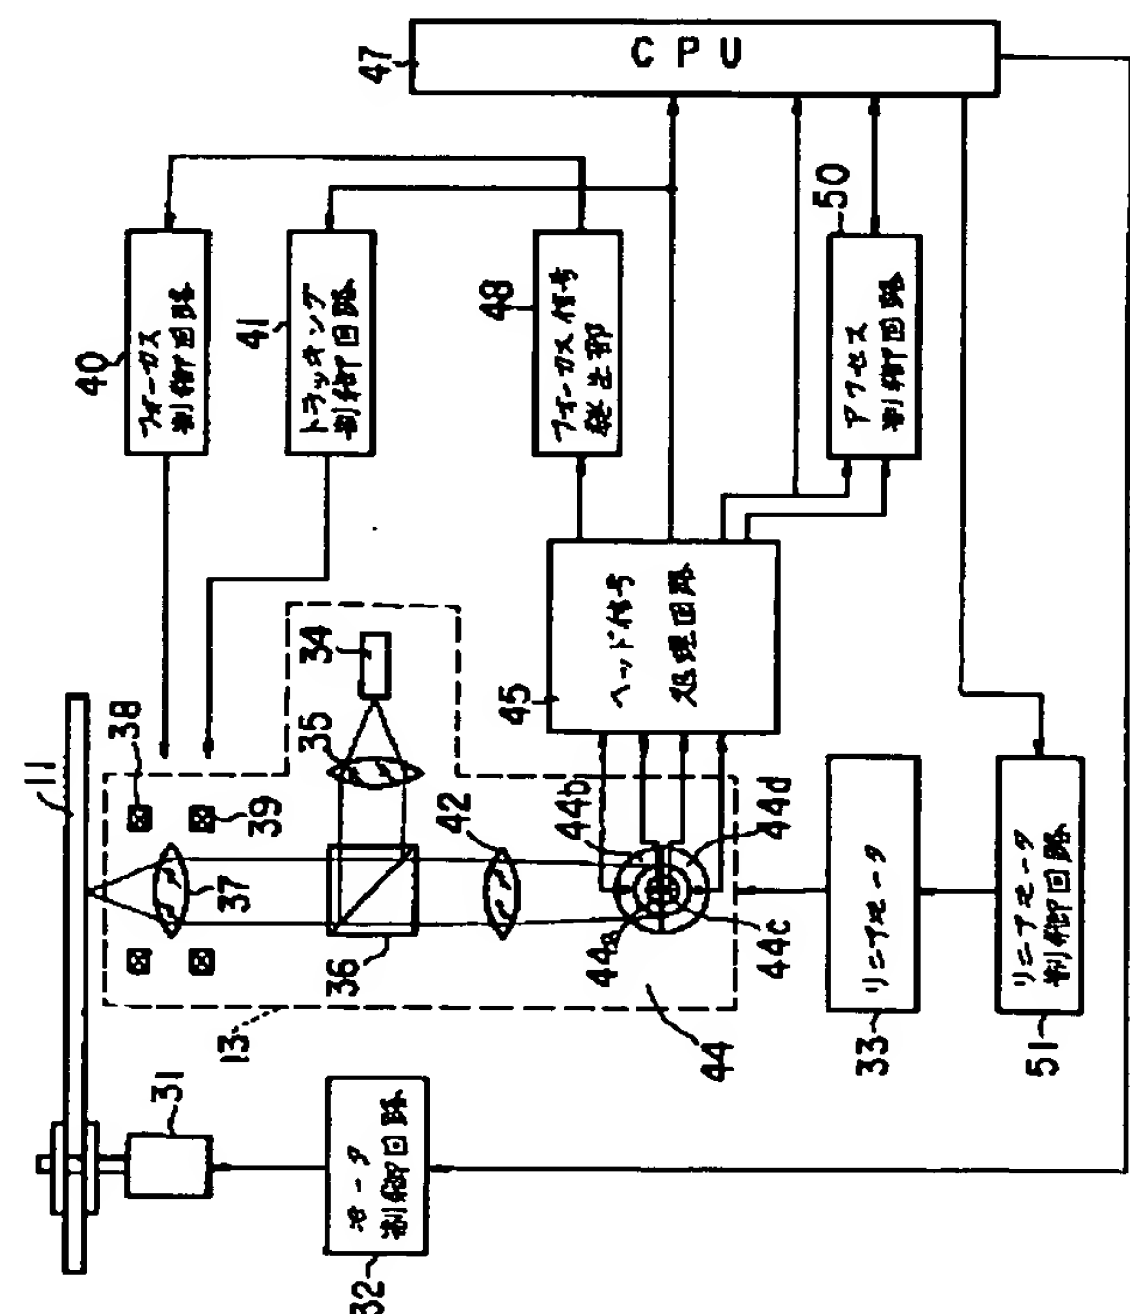 47
CPU
50
40
フォーカス
制御回路
41
トラッキング
制御回路
48
フォーカス信号
発生部
アクセス
制御回路
45
ヘッド信号
処理回路
34
35
38
39
11
37
36
42
44b
44d
44a
44c
44
13
リニアモータ
33
リニアモータ
制御回路
51
31
モータ
制御回路
32